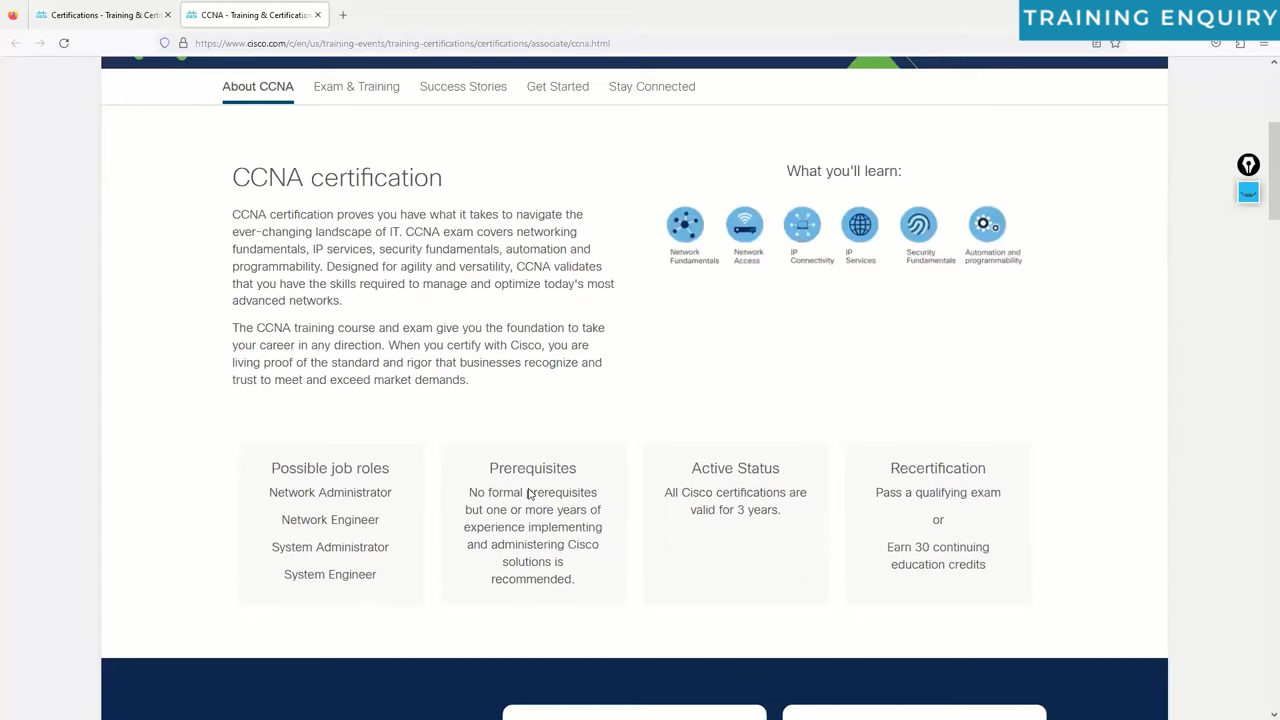 Certifications - Training & Certifi
CCNA - Training & Certification
TRAINING ENQUIRY
https://www.cisco.com/c/en/us/training-events/training-certifications/certifications/associate/ccna.html
About CCNA
Exam & Training
Success Stories
Get Started
Stay Connected
CCNA certification
CCNA certification proves you have what it takes to navigate the
ever-changing landscape of IT. CCNA exam covers networking
fundamentals, IP services, security fundamentals, automation and
programmability. Designed for agility and versatility, CCNA validates
that you have the skills required to manage and optimize today's most
advanced networks.
The CCNA training course and exam give you the foundation to take
your career in any direction. When you certify with Cisco, you are
living proof of the standard and rigor that businesses recognize and
trust to meet and exceed market demands.
What you'll learn:
Network
Fundamentals
Network
Access
IP
Connectivity
IP
Services
Security
Fundamentals
Automation and
programmability
Possible job roles
Network Administrator
Network Engineer
System Administrator
System Engineer
Prerequisites
No formal prerequisites
but one or more years of
experience implementing
and administering Cisco
solutions is
recommended.
Active Status
All Cisco certifications are
valid for 3 years.
Recertification
Pass a qualifying exam
or
Earn 30 continuing
education credits